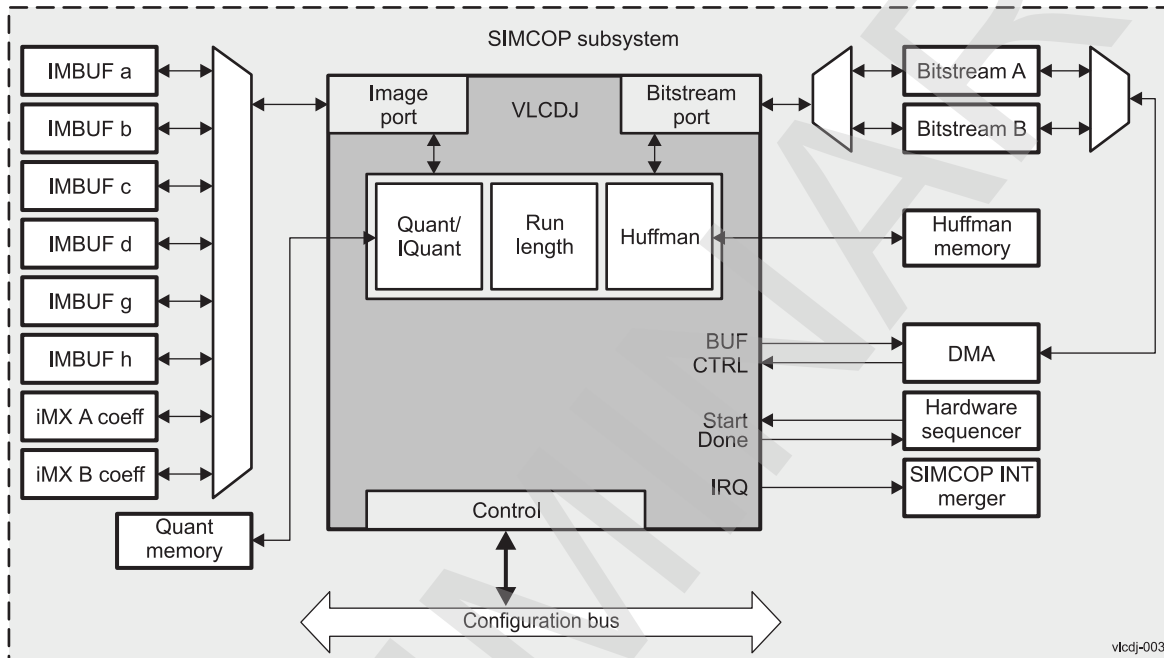 SIMCOP subsystem
IMBUF a
IMBUF b
IMBUF c
IMBUF d
IMBUF g
IMBUF h
iMX A coeff
iMX B coeff
Quant
memory
Image
port
VLCDJ
Bitstream
port
Quant/
IQuant
Run
length
Huffman
BUF
CTRL
Start
Done
IRQ
Control
Configuration bus
Bitstream A
Bitstream B
Huffman
memory
DMA
Hardware
sequencer
SIMCOP INT
merger
vlcdj-003